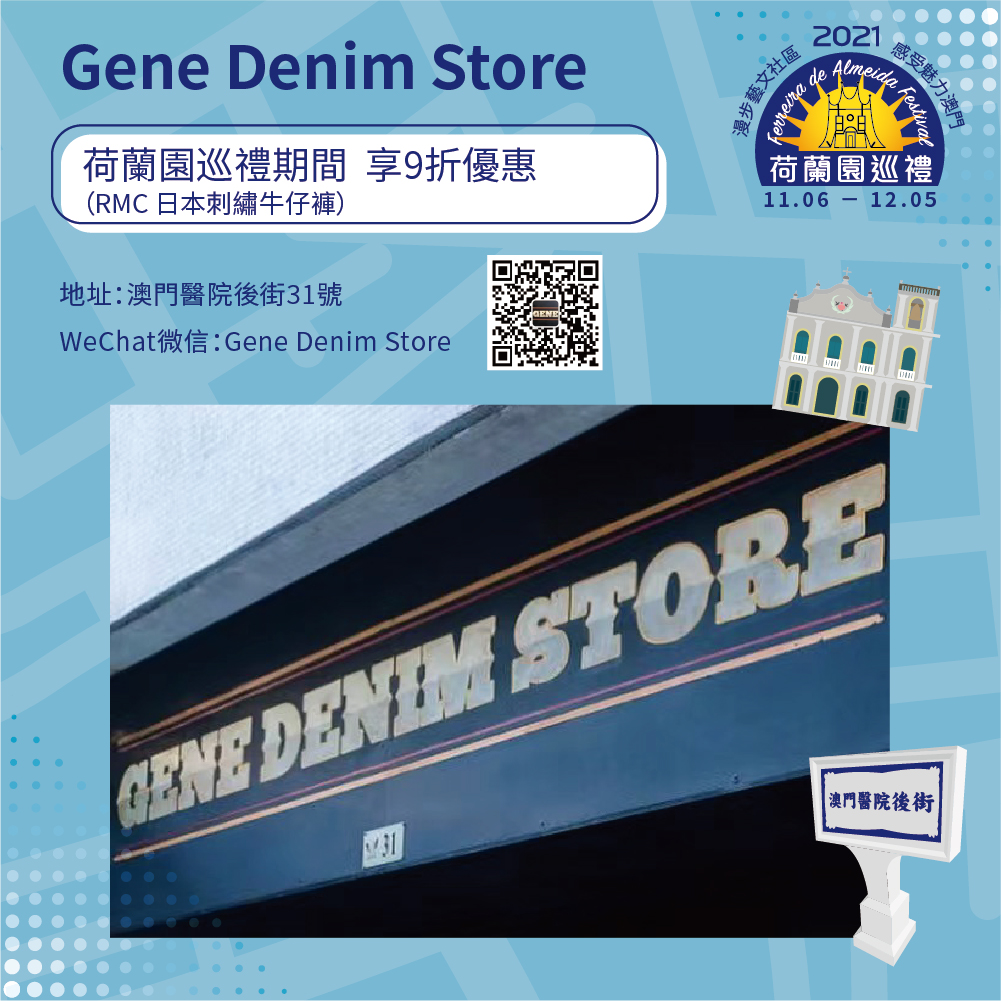 Gene Denim Store
2021
漫步藝文社區
感受魅力澳門
Ferreira de Almeida Festival
荷蘭園巡禮
11.06 — 12.05
荷蘭園巡禮期間 享9折優惠
（RMC 日本刺繡牛仔褲）
地址：澳門醫院後街31號
WeChat微信：Gene Denim Store
GENE
GENE DENIM STORE
31
澳門醫院後街